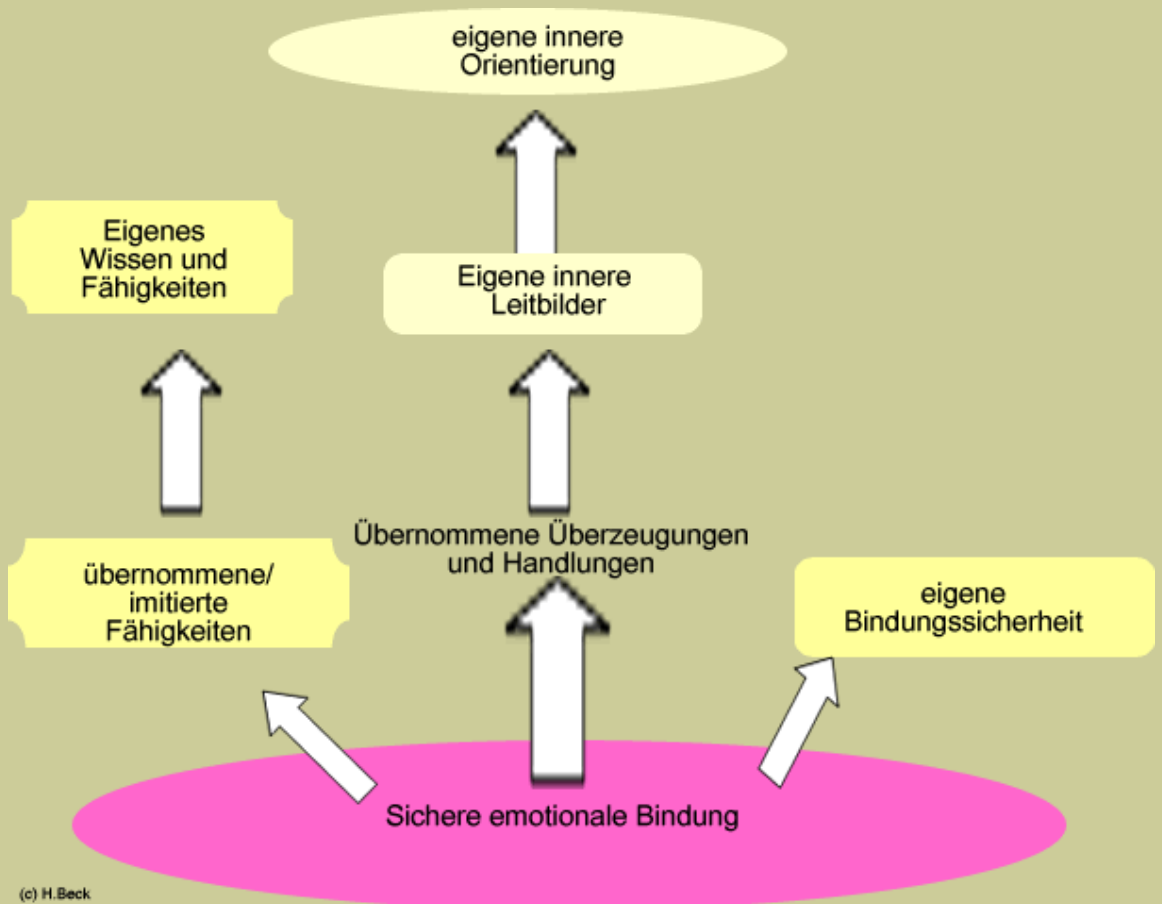 eigene innere
Orientierung
Eigenes
Wissen und
Fähigkeiten
Eigene innere
Leitbilder
Übernommene Überzeugungen
und Handlungen
übernommene/
imitierte
Fähigkeiten
eigene
Bindungssicherheit
Sichere emotionale Bindung
(c) H.Beck